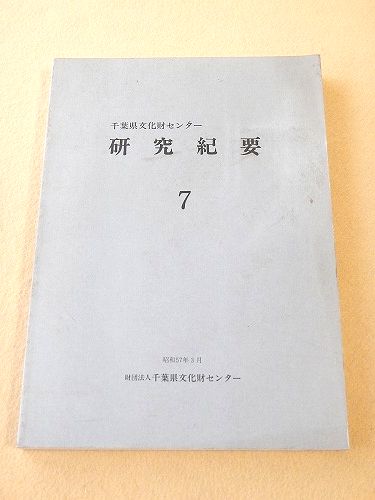 千葉県文化財センター
研究紀要
7
昭和57年3月
財団法人千葉県文化財センター